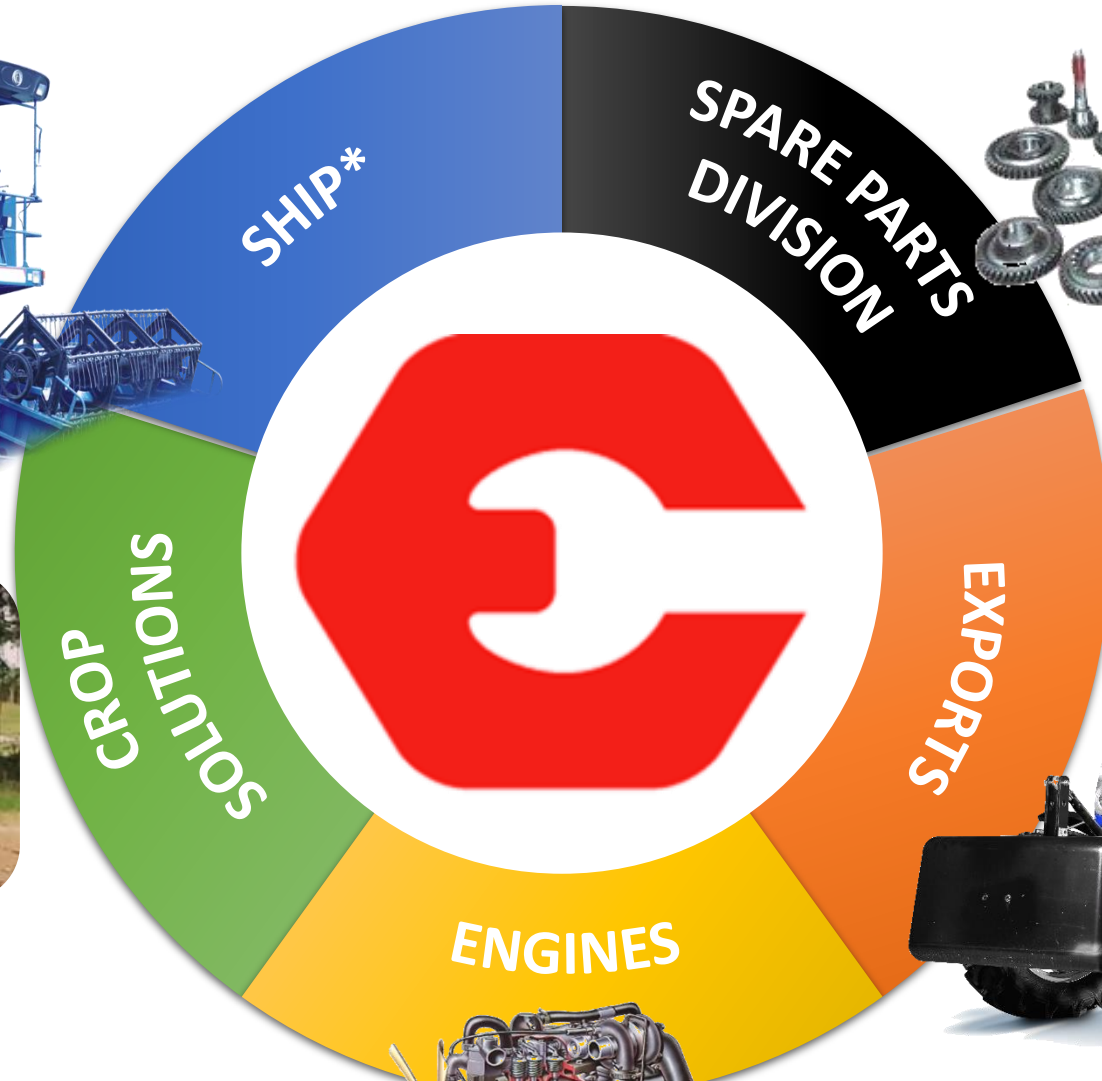 SHIP*
SPARE PARTS
DIVISION
EXPORTS
ENGINES
CROP
SOLUTIONS